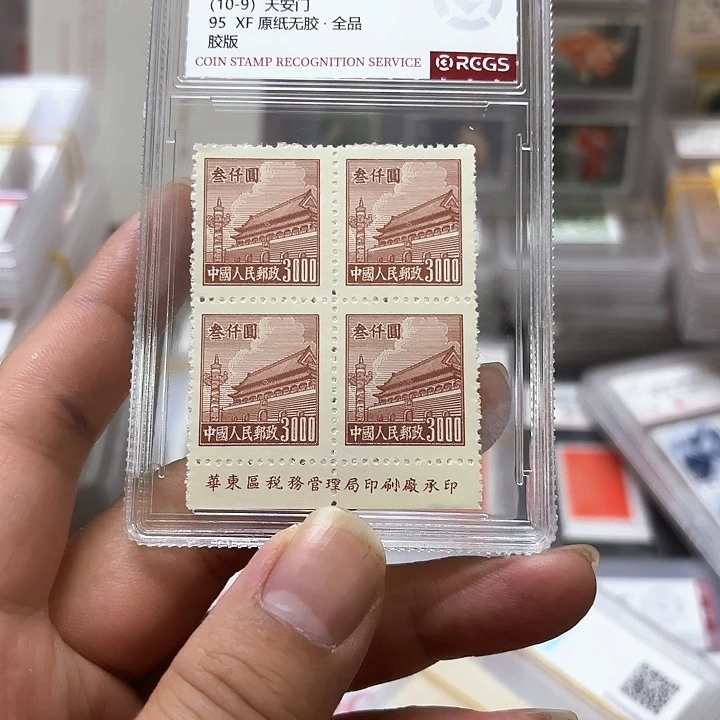 (10-9) 天安门
95 XF 原纸无胶·全品
胶版
COIN STAMP RECOGNITION SERVICE RCGS
叁仟圓
中國人民郵政 3000
叁仟圓
中國人民郵政 3000
叁仟圓
中國人民郵政 3000
叁仟圓
中國人民郵政 3000
華東區税務管理局印刷廠承印